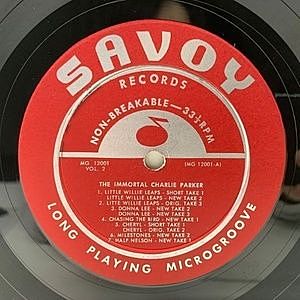 SAVOY
RECORDS
NON-BREAKABLE—33⅓ RPM
MG 12001
VOL. 2
(MG 12001-A)
THE IMMORTAL CHARLIE PARKER
1. LITTLE WILLIE LEAPS - SHORT TAKE 1
LITTLE WILLIE LEAPS - NEW TAKE 2
LITTLE WILLIE LEAPS - ORIG. TAKE 3
2. DONNA LEE - NEW TAKE 2
DONNA LEE - NEW TAKE 3
4. CHASING THE BIRD - NEW TAKE 1
5. CHERYL - SHORT TAKE 1
CHERYL - ORIG. TAKE 2
6. MILESTONES - NEW TAKE 2
7. HALF NELSON - NEW TAKE 1
LONG PLAYING MICROGROOVE